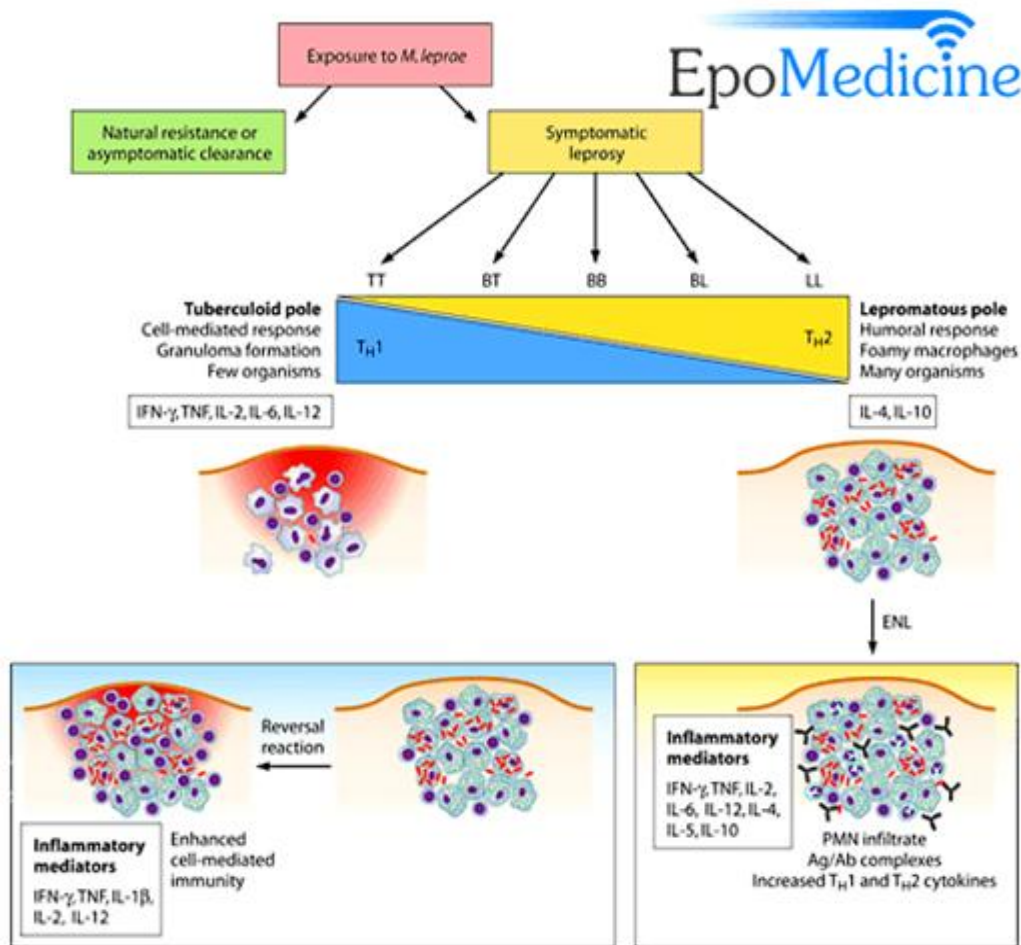 EpoMedicine
Exposure to M. leprae
Natural resistance or
asymptomatic clearance
Symptomatic
leprosy
TT
BT
BB
BL
LL
Tuberculoid pole
Cell-mediated response
Granuloma formation
Few organisms
TH1
TH2
Lepromatous pole
Humoral response
Foamy macrophages
Many organisms
IFN-γ, TNF, IL-2, IL-6, IL-12
IL-4, IL-10
ENL
Reversal
reaction
Inflammatory
mediators
IFN-γ, TNF, IL-1β,
IL-2, IL-12
Enhanced
cell-mediated
immunity
Inflammatory
mediators
IFN-γ, TNF, IL-2,
IL-6, IL-12, IL-4,
IL-5, IL-10
PMN infiltrate
Ag/Ab complexes
Increased TH1 and TH2 cytokines